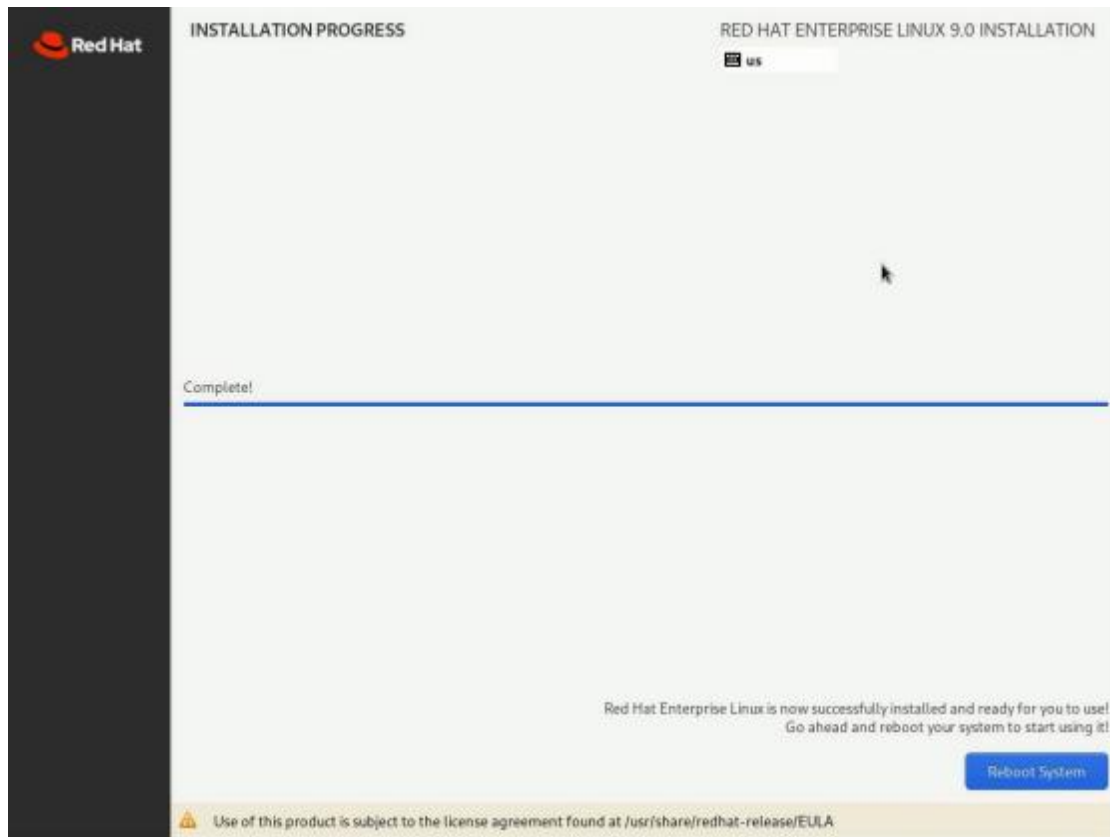 Red Hat
INSTALLATION PROGRESS
RED HAT ENTERPRISE LINUX 9.0 INSTALLATION
us
Complete!
Red Hat Enterprise Linux is now successfully installed and ready for you to use!
Go ahead and reboot your system to start using it!
Reboot System
Use of this product is subject to the license agreement found at /usr/share/redhat-release/EULA